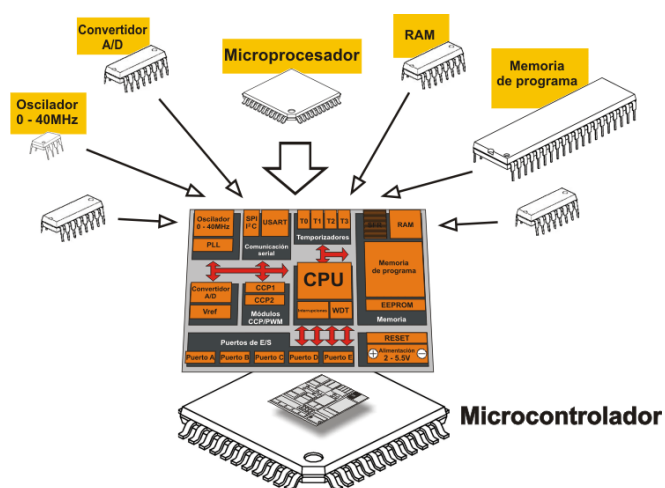 Convertidor
A/D
Microprocesador
RAM
Memoria
de programa
Oscilador
0 - 40MHz
Oscilador
0 - 40MHz
PLL
SPI
I²C
USART
Comunicación
serial
T0
T1
T2
T3
Temporizadores
SFR
RAM
Memoria
de programa
EEPROM
Memoria
CPU
Interrupciones
WDT
Convertidor
A/D
Vref
CCP1
CCP2
Módulos
CCP/PWM
Puertos de E/S
Puerto A
Puerto B
Puerto C
Puerto D
Puerto E
RESET
+
Alimentación
2 - 5.5V
-
Microcontrolador